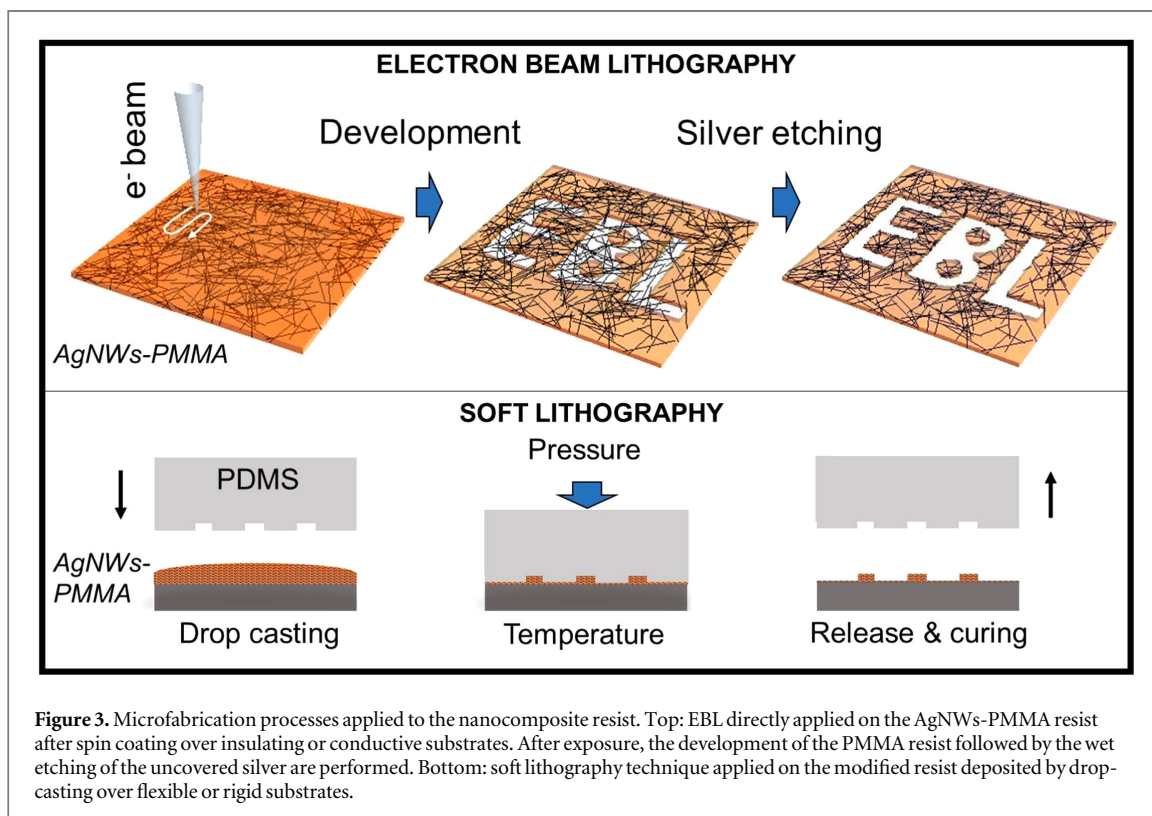 ELECTRON BEAM LITHOGRAPHY
e- beam
Development
Silver etching
EBL
EBL
AgNWs-PMMA
SOFT LITHOGRAPHY
Pressure
PDMS
AgNWs-
PMMA
Drop casting
Temperature
Release & curing
Figure 3. Microfabrication processes applied to the nanocomposite resist. Top: EBL directly applied on the AgNWs-PMMA resist
after spin coating over insulating or conductive substrates. After exposure, the development of the PMMA resist followed by the wet
etching of the uncovered silver are performed. Bottom: soft lithography technique applied on the modified resist deposited by drop-
casting over flexible or rigid substrates.